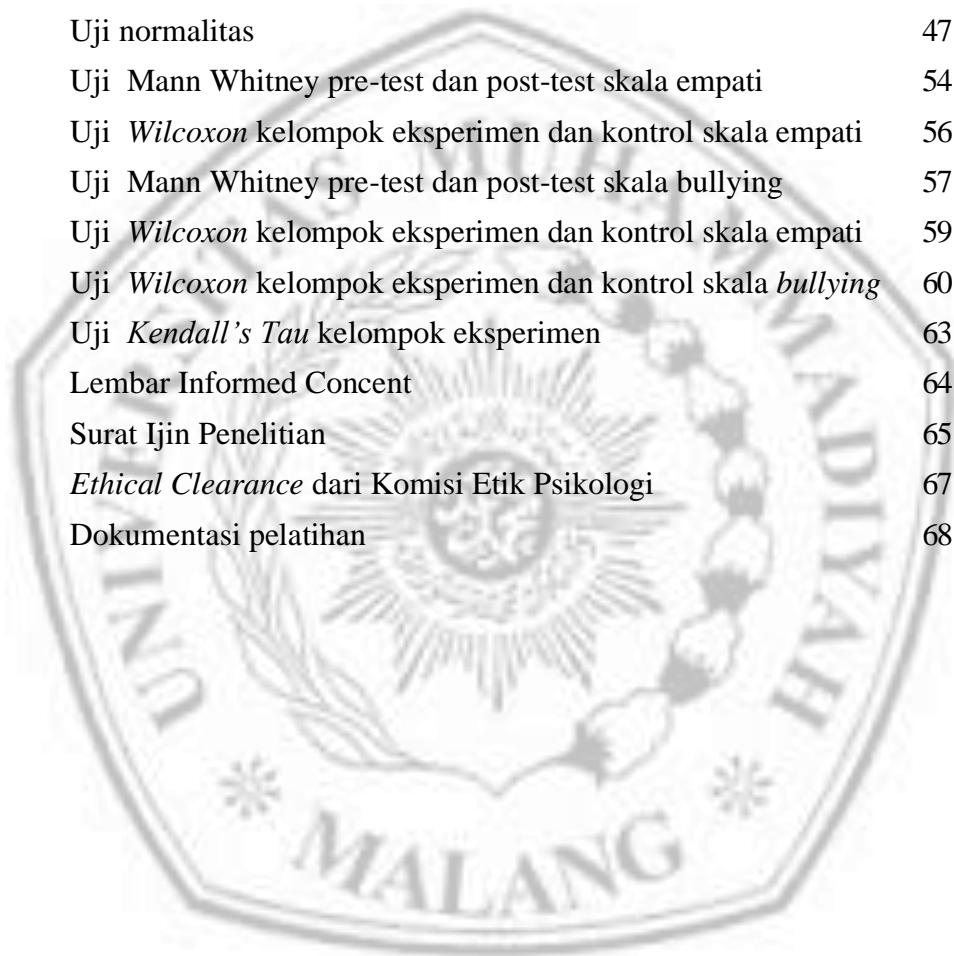 Uji normalitas 47
Uji Mann Whitney pre-test dan post-test skala empati 54
Uji Wilcoxon kelompok eksperimen dan kontrol skala empati 56
Uji Mann Whitney pre-test dan post-test skala bullying 57
Uji Wilcoxon kelompok eksperimen dan kontrol skala empati 59
Uji Wilcoxon kelompok eksperimen dan kontrol skala bullying 60
Uji Kendall’s Tau kelompok eksperimen 63
Lembar Informed Concent 64
Surat Ijin Penelitian 65
Ethical Clearance dari Komisi Etik Psikologi 67
Dokumentasi pelatihan 68
UNIVERSITAS MUHAMMADIYAH
MALANG